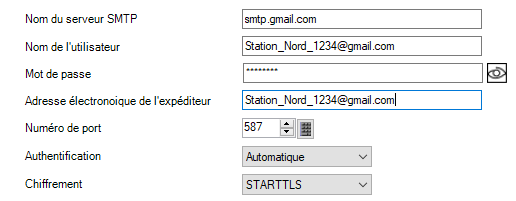 Nom du serveur SMTP smtp.gmail.com
Nom de l'utilisateur Station_Nord_1234@gmail.com
Mot de passe ********
Adresse électronoique de l'expéditeur Station_Nord_1234@gmail.com
Numéro de port 587
Authentification Automatique
Chiffrement STARTTLS